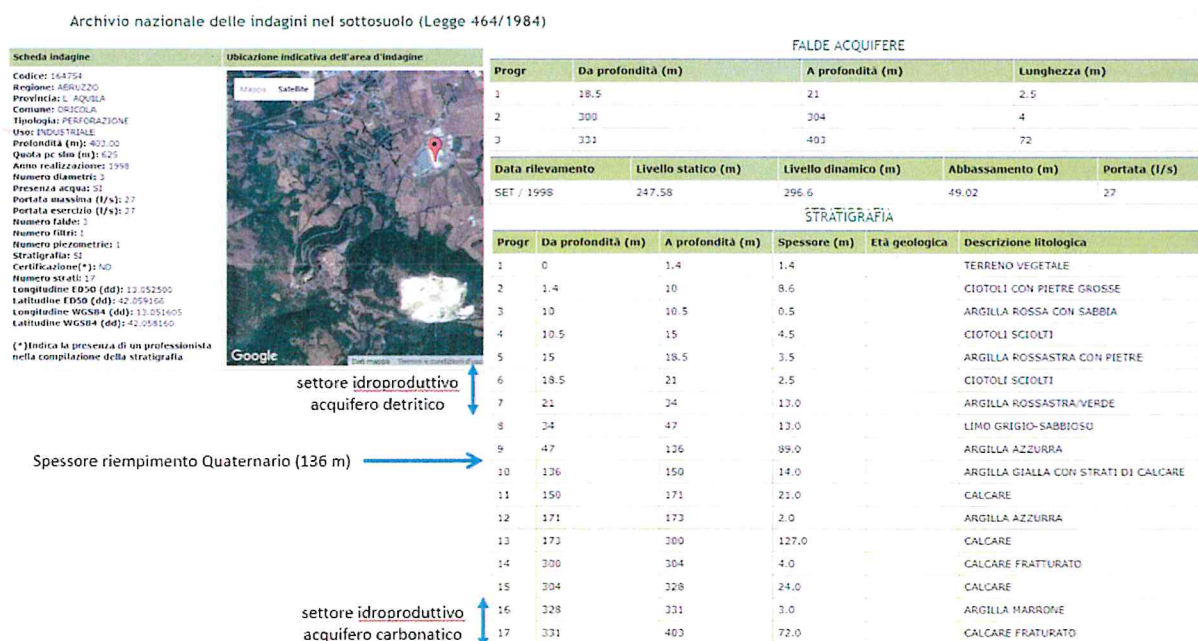 Archivio nazionale delle indagini nel sottosuolo (Legge 464/1984)
Scheda indagine
Codice: 164754
Regione: ABRUZZO
Provincia: L'AQUILA
Comune: ORICOLA
Tipologia: PERFORAZIONE
Uso: INDUSTRIALE
Profondità (m): 403.00
Quota pc slm (m): 625
Anno realizzazione: 1998
Numero diametri: 3
Presenza acqua: SI
Portata massima (l/s): 27
Portata esercizio (l/s): 27
Numero falde: 3
Numero filtri: 1
Numero piezometrie: 1
Stratigrafia: SI
Certificazione(*): NO
Numero strati: 17
Longitudine ED50 (dd): 13.052500
Latitudine ED50 (dd): 42.059166
Longitudine WGS84 (dd): 13.051605
Latitudine WGS84 (dd): 42.058160
(*)Indica la presenza di un professionista
nella compilazione della stratigrafia
Ubicazione indicativa dell'area d'indagine
Mappa Satellite
Google
Dati mappa Termini e condizioni d'uso
FALDE ACQUIFERE
Progr Da profondità (m) A profondità (m) Lunghezza (m)
1 18.5 21 2.5
2 300 304 4
3 331 403 72
Data rilevamento Livello statico (m) Livello dinamico (m) Abbassamento (m) Portata (l/s)
SET / 1998 247.58 296.6 49.02 27
STRATIGRAFIA
Progr Da profondità (m) A profondità (m) Spessore (m) Età geologica Descrizione litologica
1 0 1.4 1.4 TERRENO VEGETALE
2 1.4 10 8.6 CIOTOLI CON PIETRE GROSSE
3 10 10.5 0.5 ARGILLA ROSSA CON SABBIA
4 10.5 15 4.5 CIOTOLI SCIOLTI
5 15 18.5 3.5 ARGILLA ROSSASTRA CON PIETRE
6 18.5 21 2.5 CIOTOLI SCIOLTI
7 21 34 13.0 ARGILLA ROSSASTRA/VERDE
8 34 47 13.0 LIMO GRIGIO-SABBIOSO
9 47 136 89.0 ARGILLA AZZURRA
10 136 150 14.0 ARGILLA GIALLA CON STRATI DI CALCARE
11 150 171 21.0 CALCARE
12 171 173 2.0 ARGILLA AZZURRA
13 173 300 127.0 CALCARE
14 300 304 4.0 CALCARE FRATTURATO
15 304 328 24.0 CALCARE
16 328 331 3.0 ARGILLA MARRONE
17 331 403 72.0 CALCARE FRATURATO
settore idroproduttivo
acquifero detritico
Spessore riempimento Quaternario (136 m)
settore idroproduttivo
acquifero carbonatico